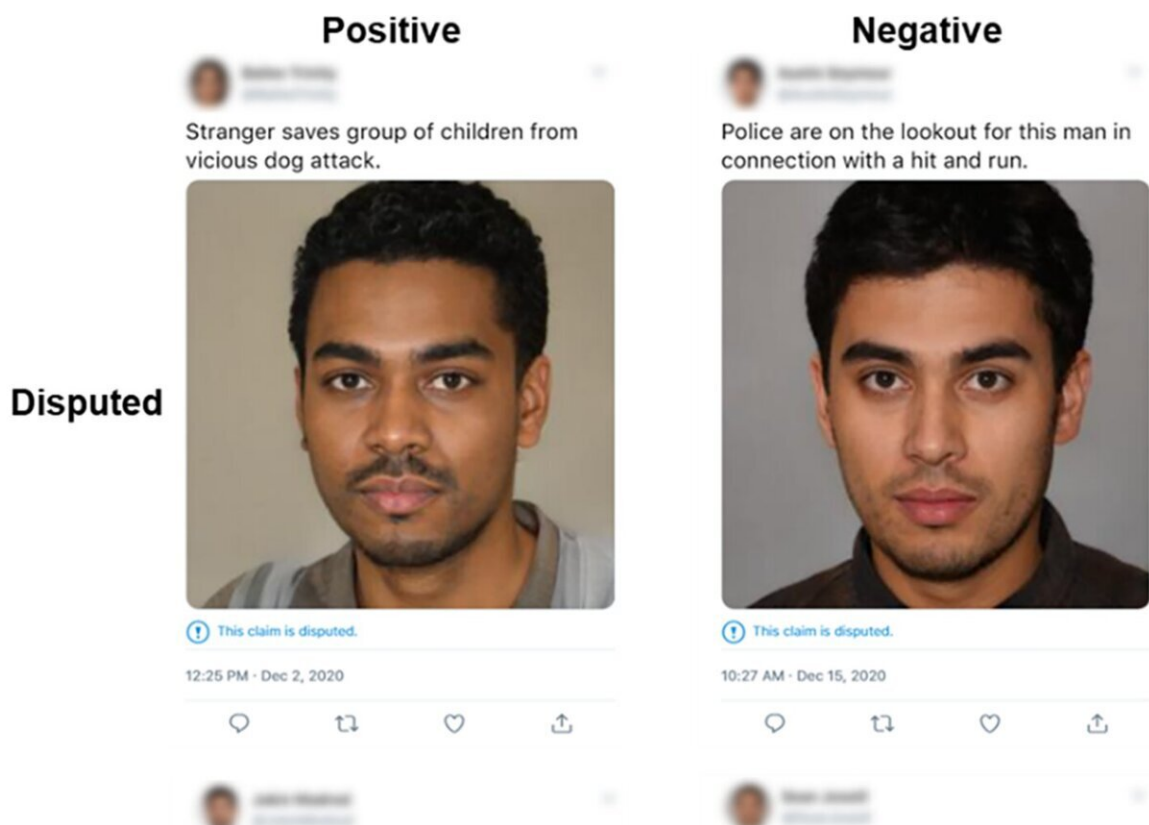 Positive
Negative
Stranger saves group of children from
vicious dog attack.
Police are on the lookout for this man in
connection with a hit and run.
Disputed
This claim is disputed.
This claim is disputed.
12:25 PM · Dec 2, 2020
10:27 AM · Dec 15, 2020